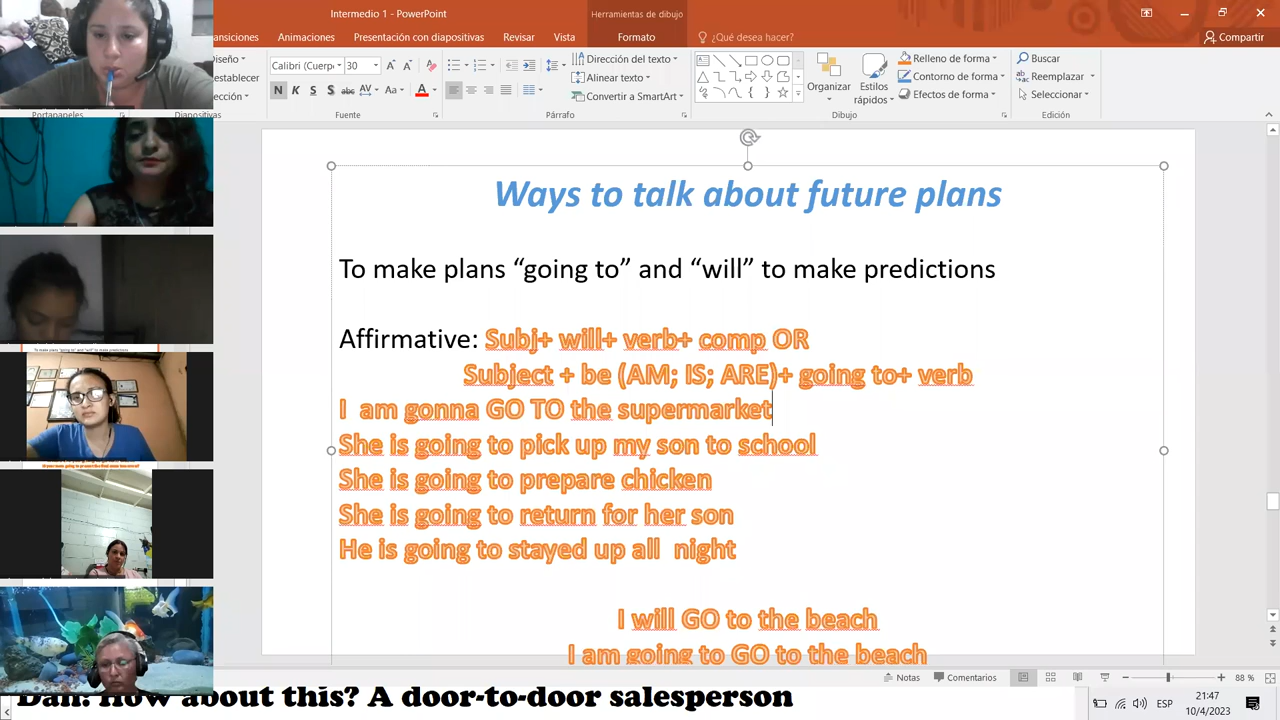 Intermedio 1 - PowerPoint
Herramientas de dibujo
Animaciones
Presentación con diapositivas
Revisar
Vista
Formato
¿Qué desea hacer?
Compartir
Diseño
Calibri (Cuerp
30
Dirección del texto
Relleno de forma
Buscar
Alinear texto
Contorno de forma
Reemplazar
N K S S abc AV Aa A
Convertir a SmartArt
Organizar
Estilos rápidos
Efectos de forma
Seleccionar
Portapapeles
Diapositivas
Fuente
Párrafo
Dibujo
Edición
Ways to talk about future plans
To make plans “going to” and “will” to make predictions
Affirmative: Subj+ will+ verb+ comp OR
Subject + be (AM; IS; ARE)+ going to+ verb
I am gonna GO TO the supermarket
She is going to pick up my son to school
She is going to prepare chicken
She is going to return for her son
He is going to stayed up all night
I will GO to the beach
I am going to GO to the beach
Notas
Comentarios
88 %
Dan: How about this? A door-to-door salesperson
ESP
21:47
10/4/2023